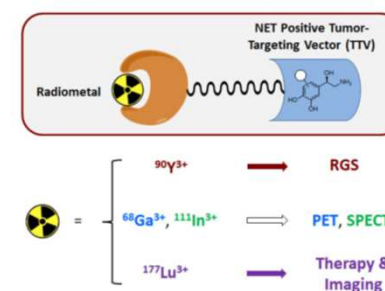 NET Positive Tumor-
Targeting Vector (TTV)
Radiometal
OH
NH₂
HO
OH
⁹⁰Y³⁺ RGS
= ⁶⁸Ga³⁺, ¹¹¹In³⁺ PET, SPECT
¹⁷⁷Lu³⁺ Therapy &
Imaging